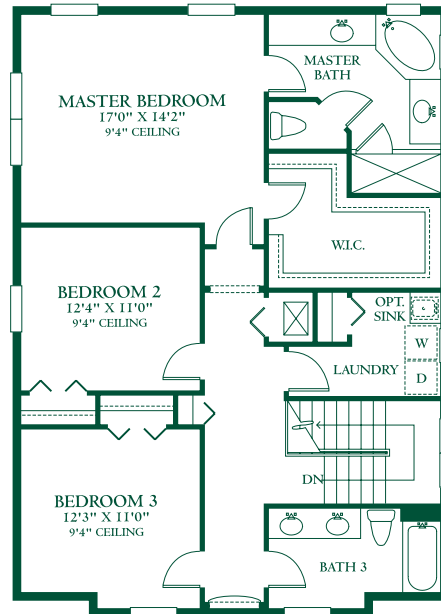 MASTER
BATH
MASTER BEDROOM
17'0" X 14'2"
9'4" CEILING
W.I.C.
BEDROOM 2
12'4" X 11'0"
9'4" CEILING
OPT.
SINK
W
LAUNDRY
D
DN
BEDROOM 3
12'3" X 11'0"
9'4" CEILING
BATH 3